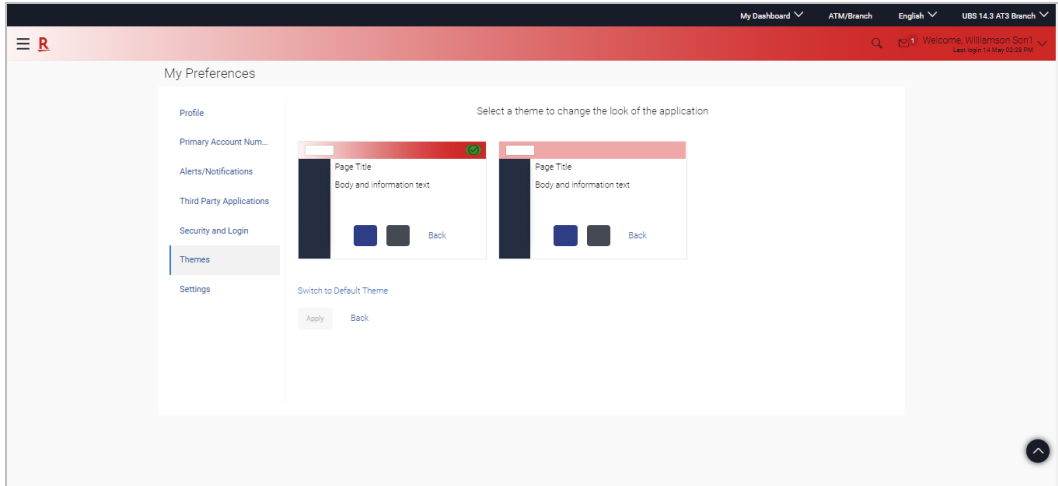 My Dashboard ATM/Branch English UBS 14.3 AT3 Branch
R 1 Welcome, Williamson Son1
Last login 14 May 02:28 PM
My Preferences
Profile
Primary Account Num...
Alerts/Notifications
Third Party Applications
Security and Login
Themes
Settings
Select a theme to change the look of the application
Page Title
Body and information text
Back
Page Title
Body and information text
Back
Switch to Default Theme
Apply Back